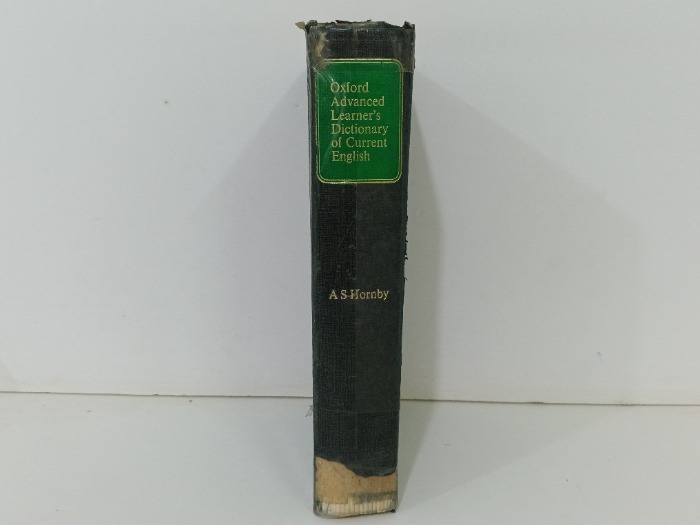 Oxford
Advanced
Learner's
Dictionary
of Current
English
A S Hornby